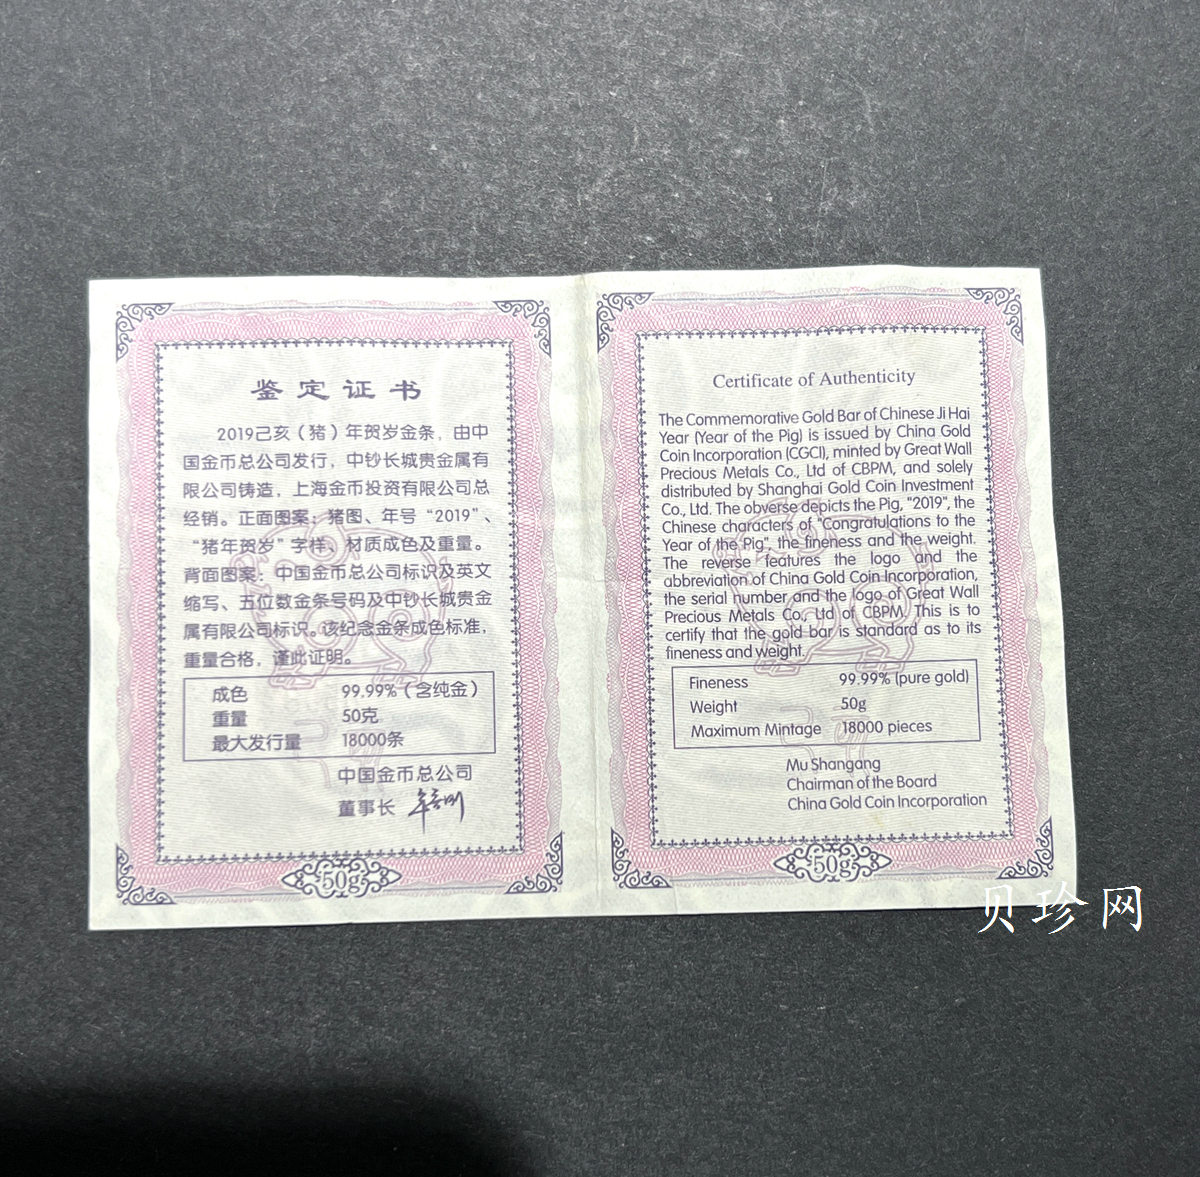 鉴定证书
2019己亥（猪）年贺岁金条，由中
国金币总公司发行，中钞长城贵金属有
限公司铸造，上海金币投资有限公司总
经销。正面图案：猪图、年号“2019”、
“猪年贺岁”字样、材质成色及重量。
背面图案：中国金币总公司标识及英文
缩写、五位数金条号码及中钞长城贵金
属有限公司标识。该纪念金条成色标准，
重量合格，谨此证明。
成色 99.99%（含纯金）
重量 50克
最大发行量 18000条
中国金币总公司
董事长
50g
Certificate of Authenticity
The Commemorative Gold Bar of Chinese Ji Hai
Year (Year of the Pig) is issued by China Gold
Coin Incorporation (CGCI), minted by Great Wall
Precious Metals Co., Ltd of CBPM, and solely
distributed by Shanghai Gold Coin Investment
Co., Ltd. The obverse depicts the Pig, "2019", the
Chinese characters of "Congratulations to the
Year of the Pig", the fineness and the weight.
The reverse features the logo and the
abbreviation of China Gold Coin Incorporation,
the serial number and the logo of Great Wall
Precious Metals Co., Ltd of CBPM. This is to
certify that the gold bar is standard as to its
fineness and weight.
Fineness 99.99% (pure gold)
Weight 50g
Maximum Mintage 18000 pieces
Mu Shangang
Chairman of the Board
China Gold Coin Incorporation
50g
贝珍网